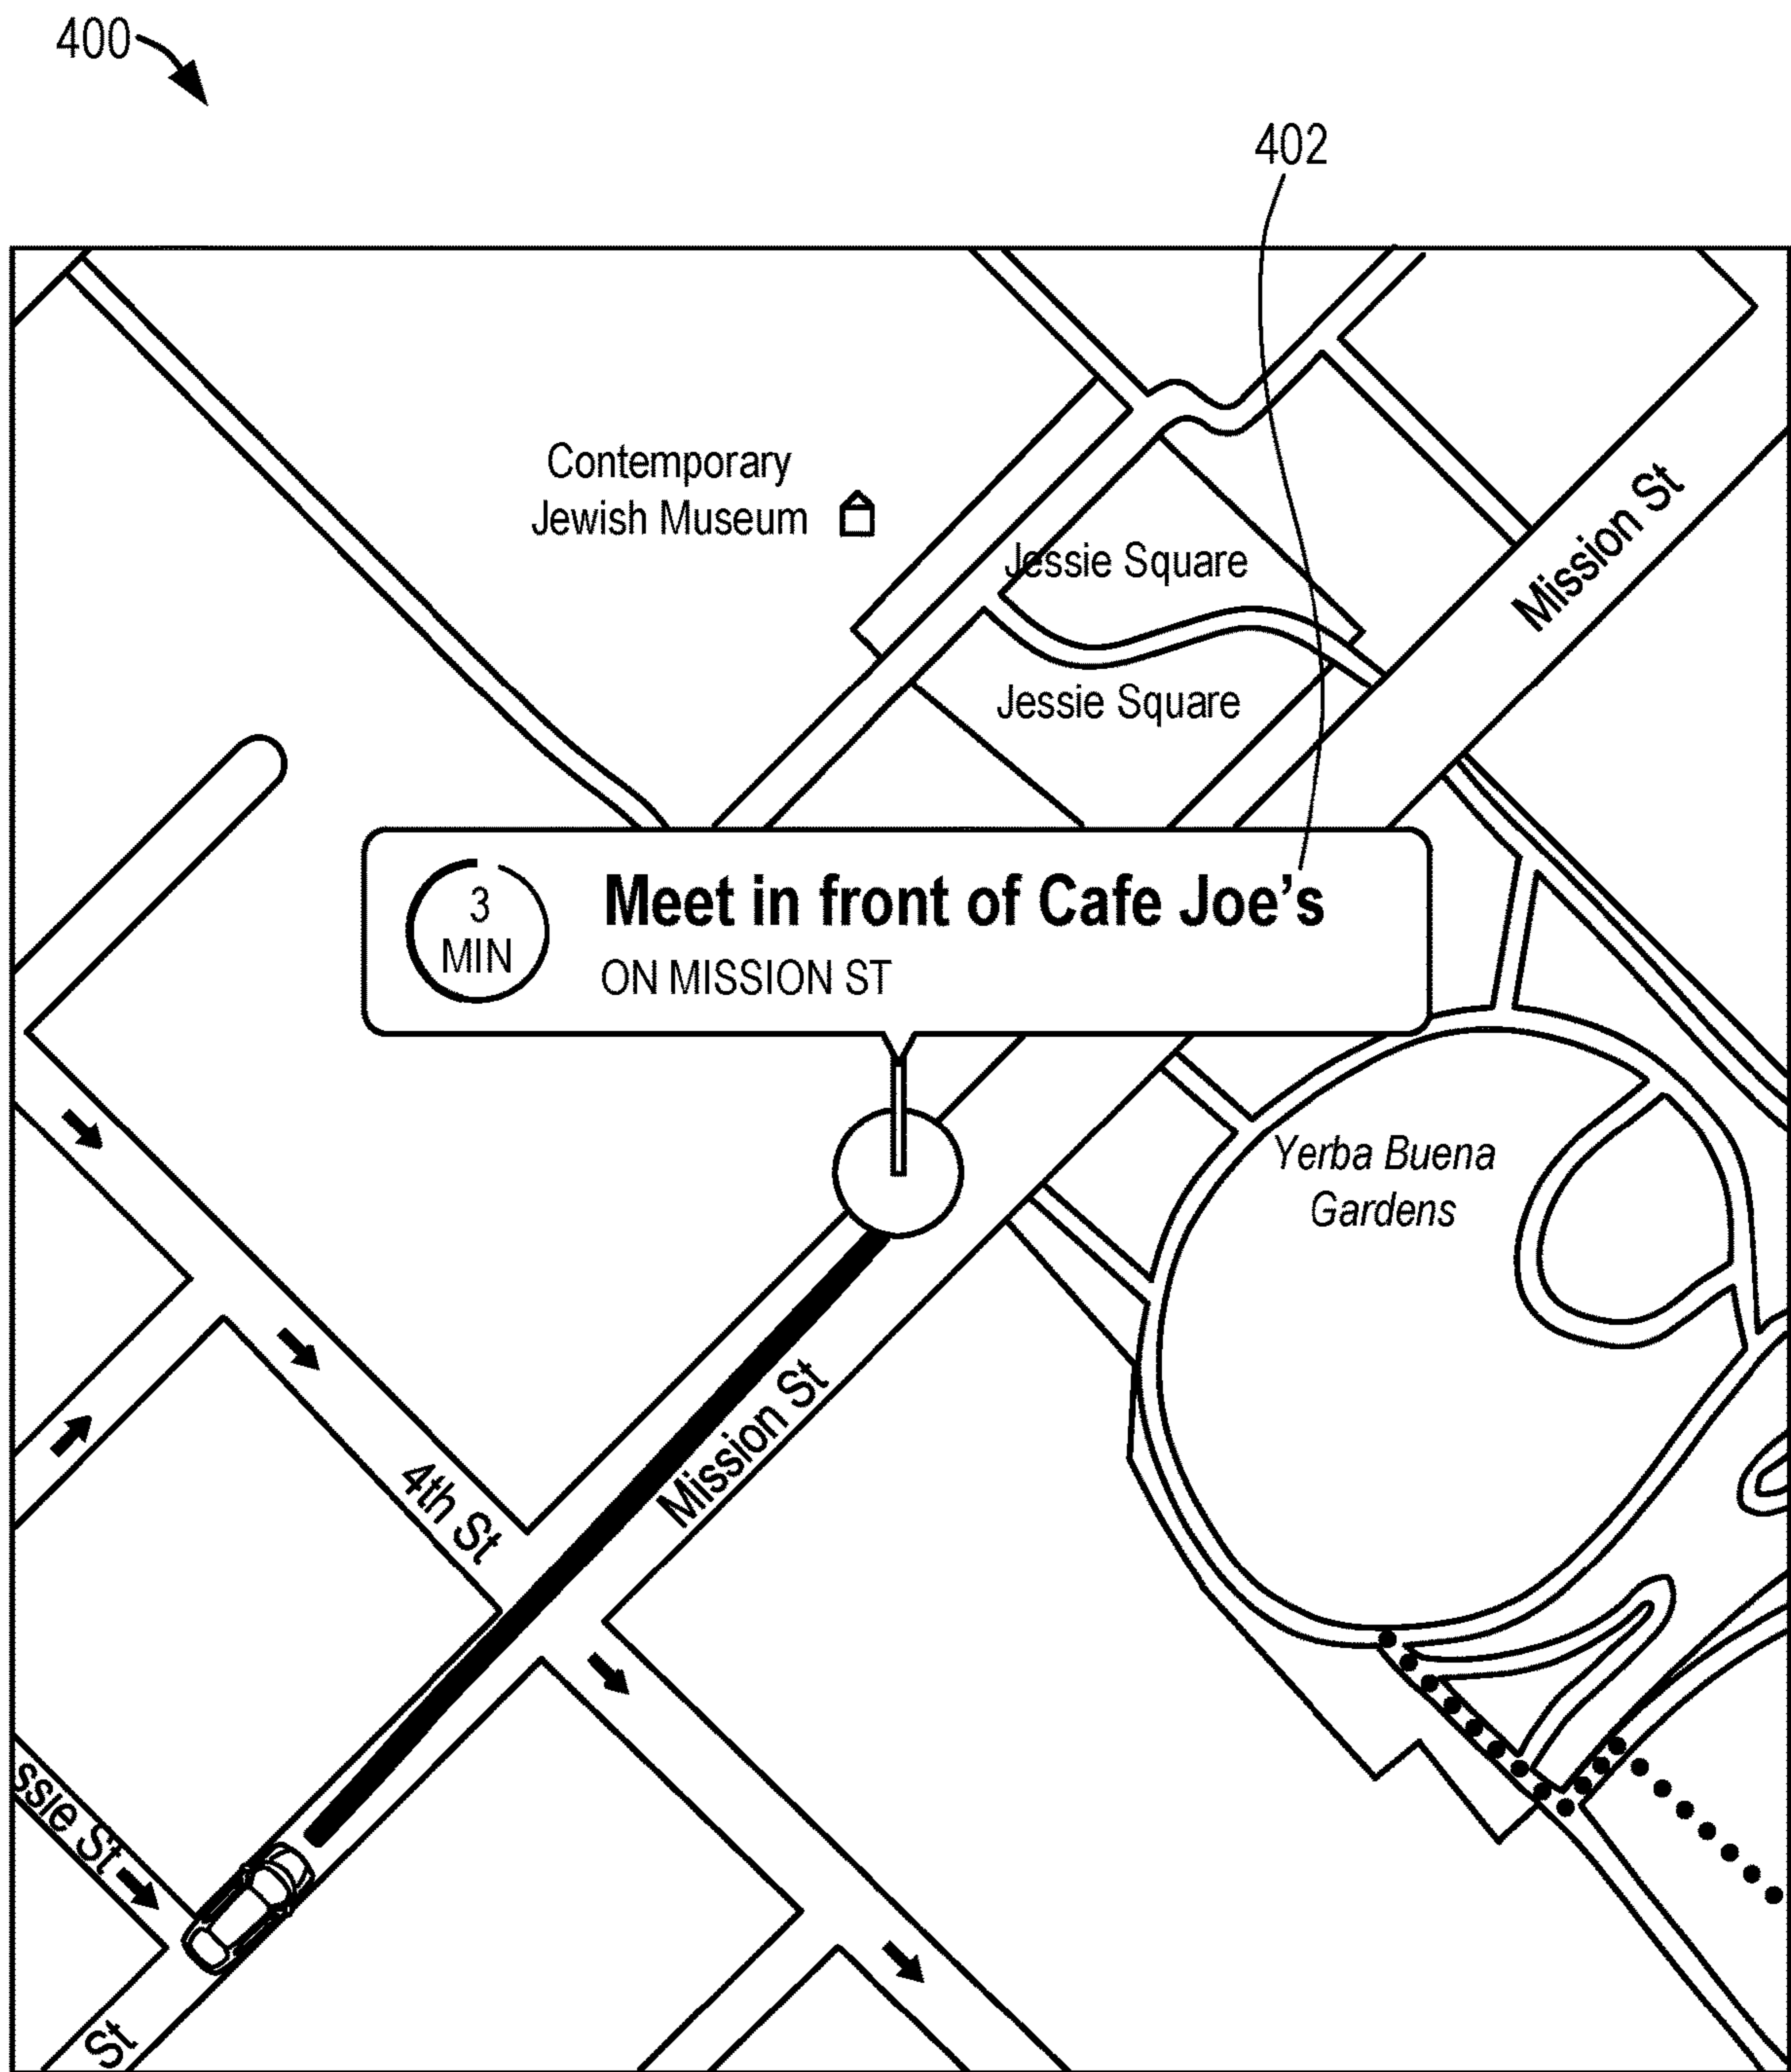 400
402
Contemporary
Jewish Museum
Jessie Square
Mission St
Jessie Square
3
MIN
Meet in front of Cafe Joe's
ON MISSION ST
Yerba Buena
Gardens
Mission St
4th St
ssie St
St